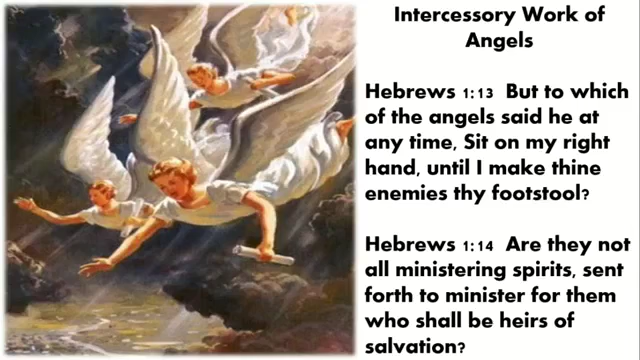 Intercessory Work of
Angels
Hebrews 1:13 But to which
of the angels said he at
any time, Sit on my right
hand, until I make thine
enemies thy footstool?
Hebrews 1:14 Are they not
all ministering spirits, sent
forth to minister for them
who shall be heirs of
salvation?